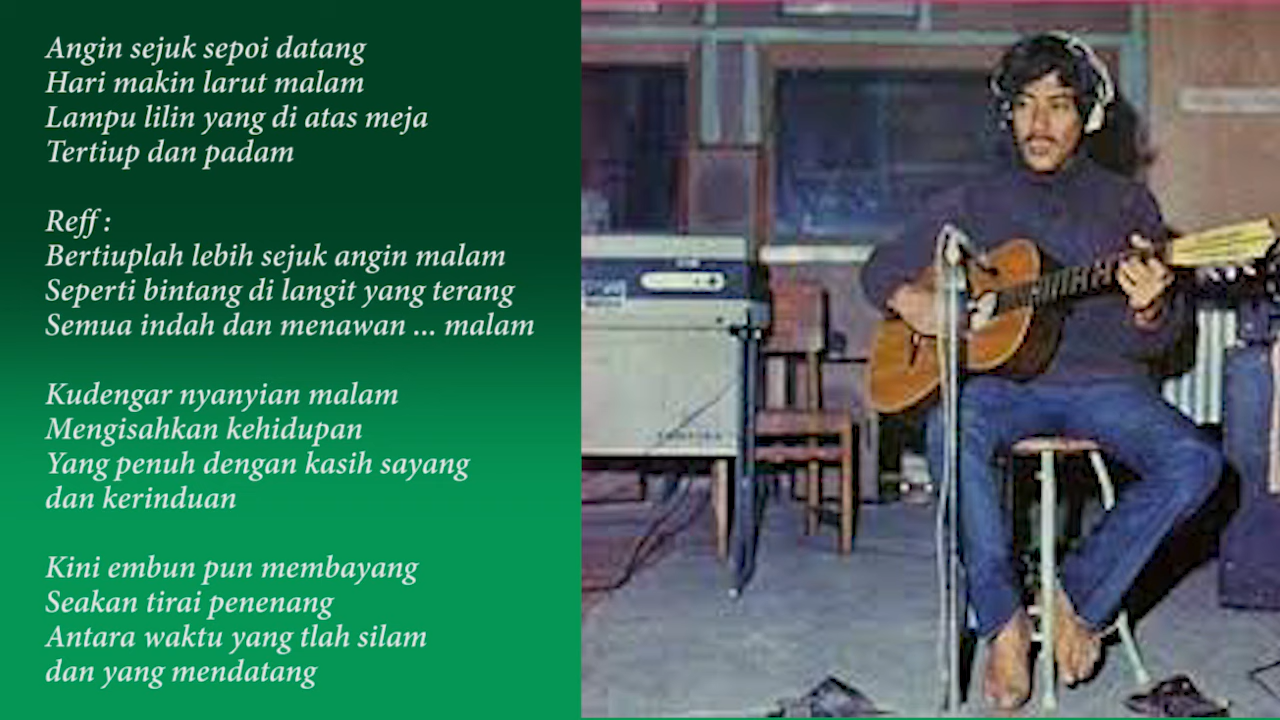 Angin sejuk sepoi datang
Hari makin larut malam
Lampu lilin yang di atas meja
Tertiup dan padam
Reff :
Bertiuplah lebih sejuk angin malam
Seperti bintang di langit yang terang
Semua indah dan menawan ... malam
Kudengar nyanyian malam
Mengisahkan kehidupan
Yang penuh dengan kasih sayang
dan kerinduan
Kini embun pun membayang
Seakan tirai penenang
Antara waktu yang tlah silam
dan yang mendatang